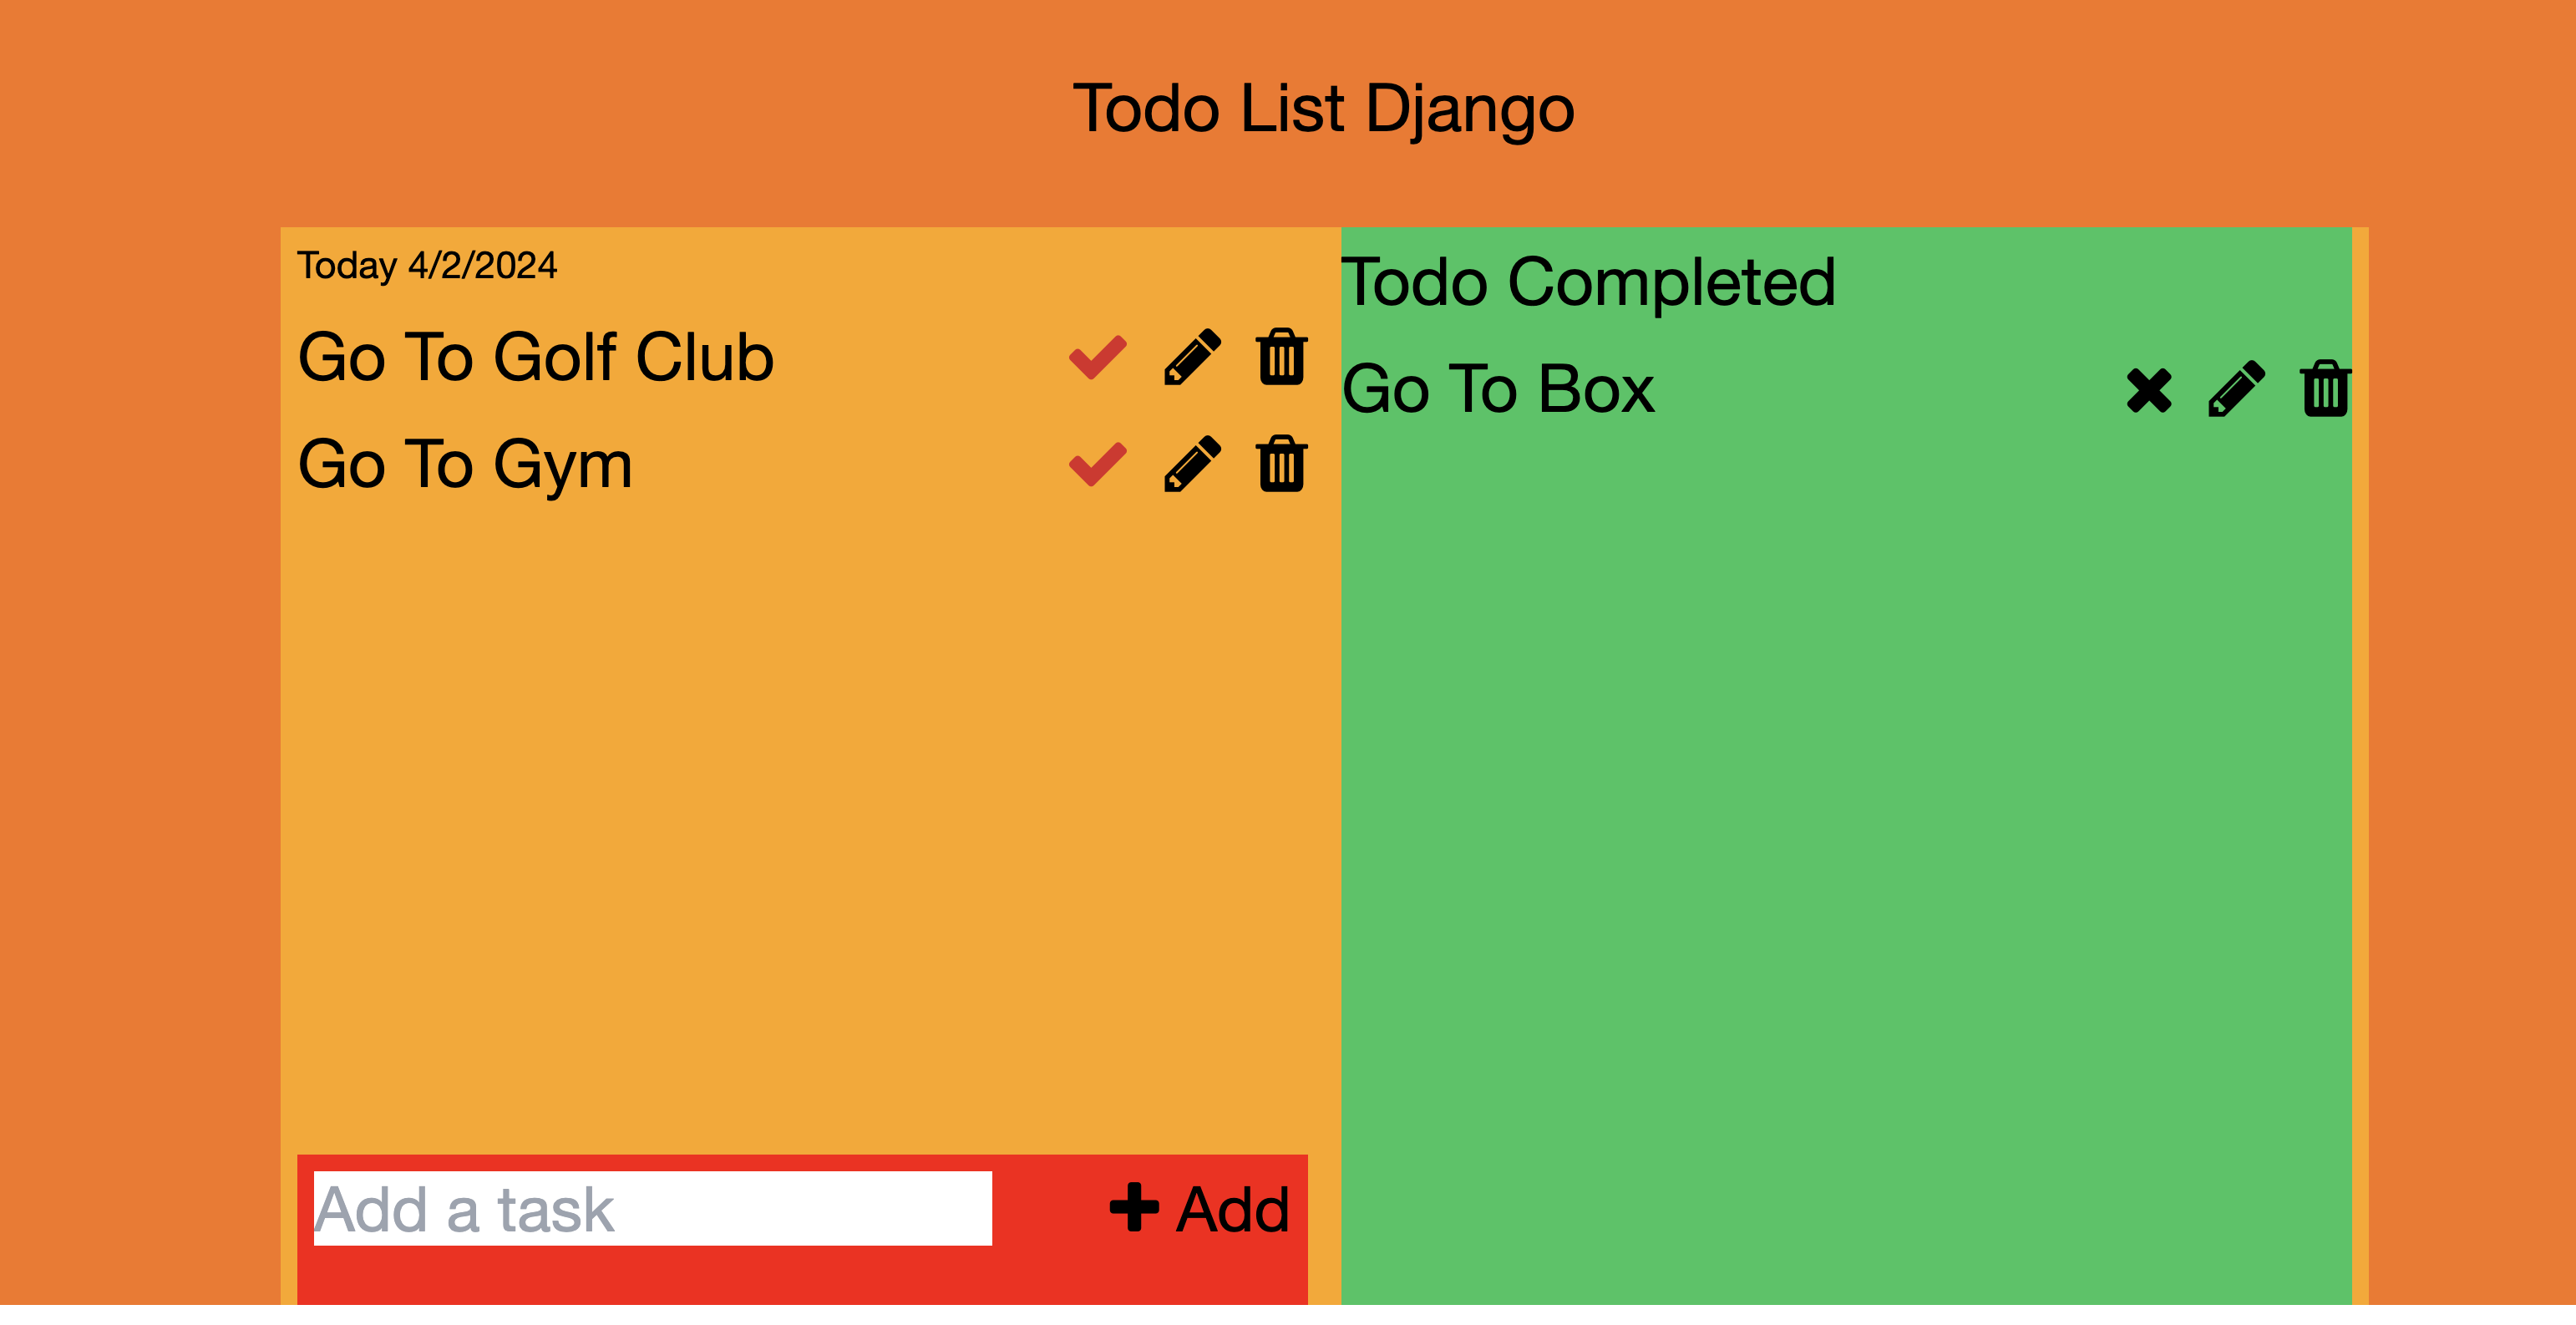 Todo List Django
Today 4/2/2024
Go To Golf Club
Go To Gym
Add a task
Add
Todo Completed
Go To Box